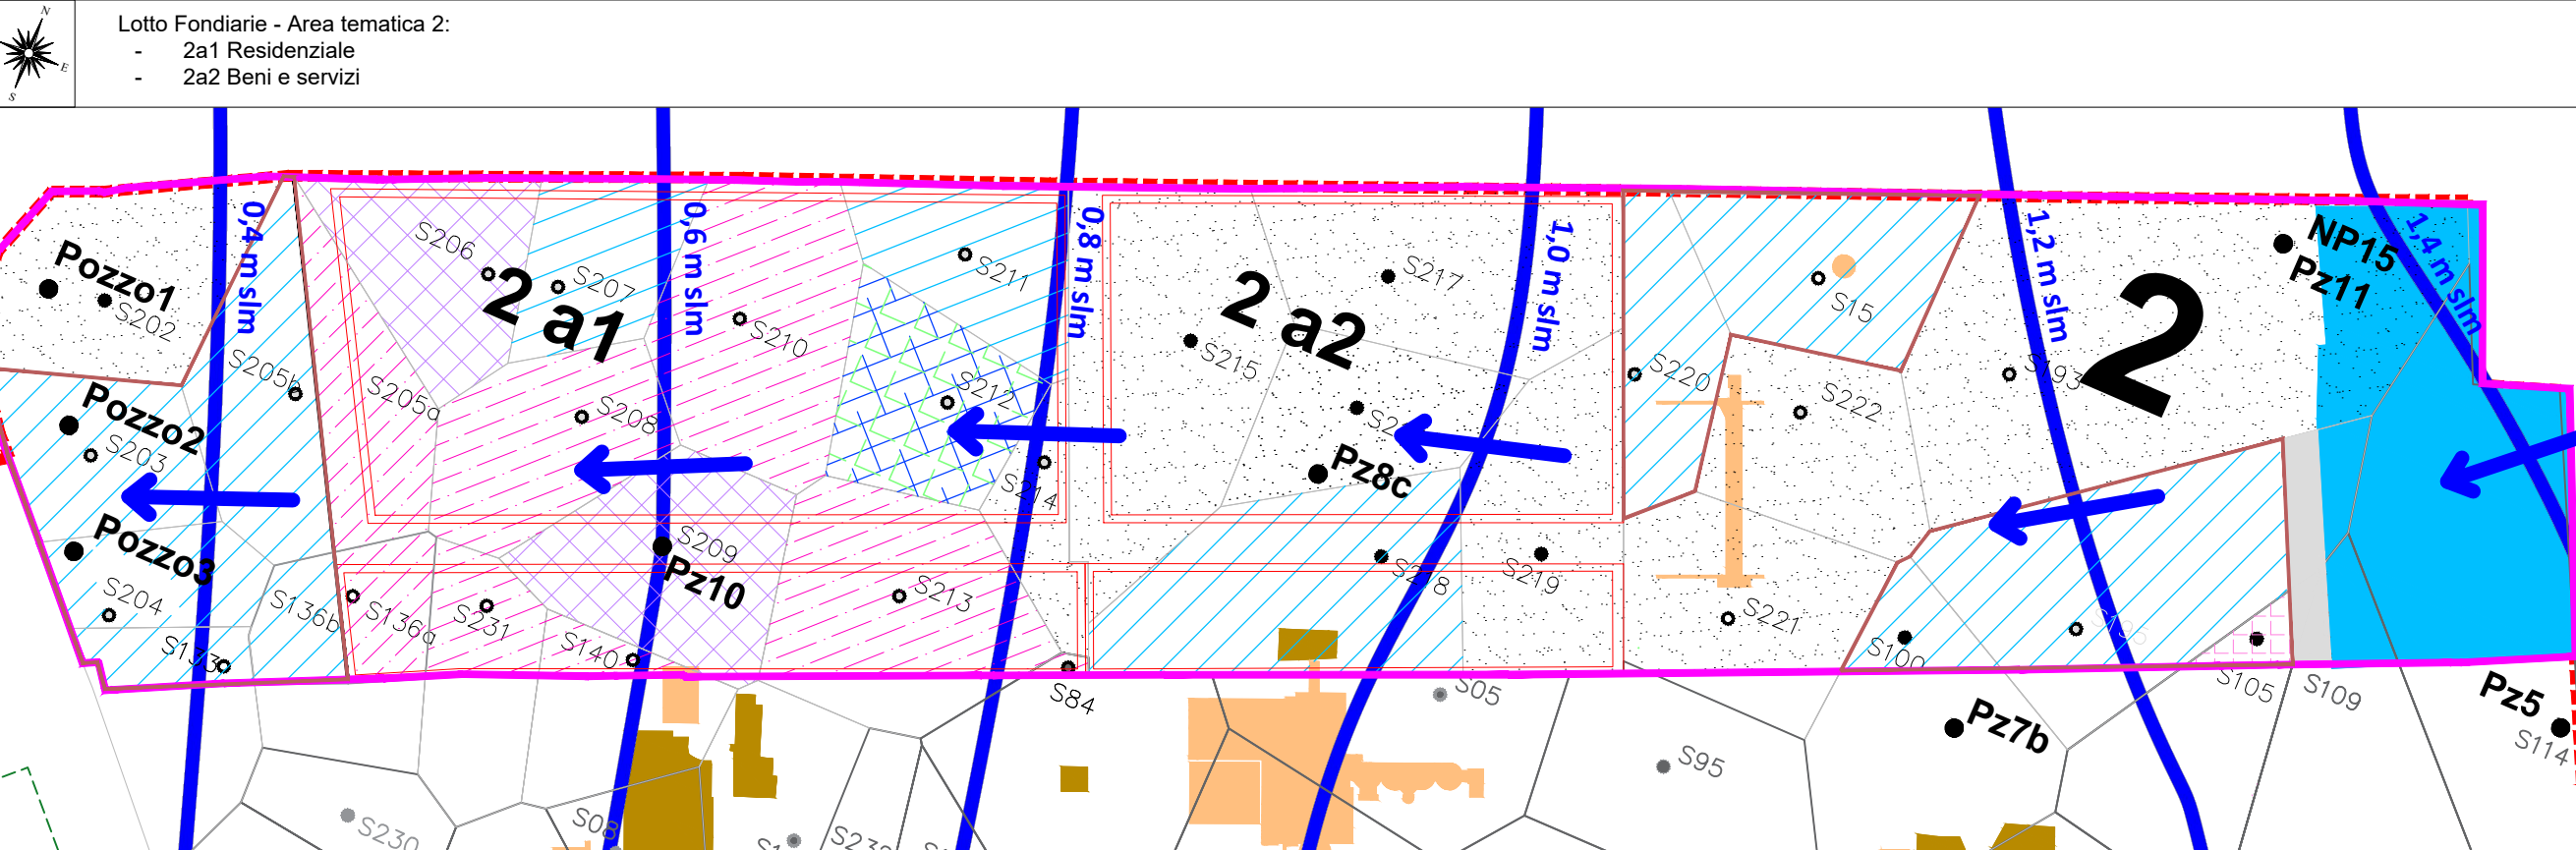 N
E
S
Lotto Fondiarie - Area tematica 2:
- 2a1 Residenziale
- 2a2 Beni e servizi
0,4 m slm
0,6 m slm
0,8 m slm
1,0 m slm
1,2 m slm
1,4 m slm
Pozzo1
S202
Pozzo2
S203
Pozzo3
S204
S133
S205b
S136b
S205a
S136a
S206
2 a1
S207
S208
S210
S211
S212
S214
S209
Pz10
S231
S140
S213
S84
2 a2
S217
S215
Pz8c
S218
S219
S220
S15
S222
S221
S193
2
NP15
Pz11
S100
S105
S109
Pz5
S114
Pz7b
S95
S05
S08
S230